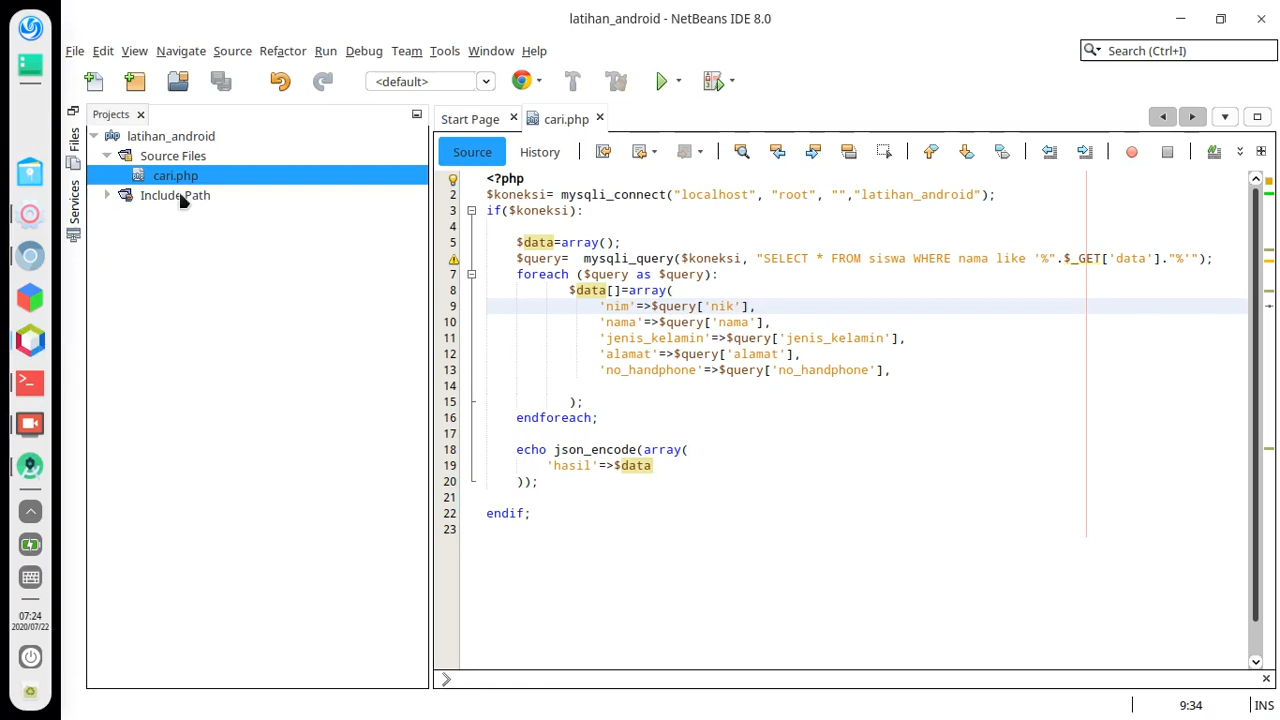 latihan_android - NetBeans IDE 8.0
File Edit View Navigate Source Refactor Run Debug Team Tools Window Help
Search (Ctrl+I)
<default>
Projects
Start Page
cari.php
Files
Services
latihan_android
Source Files
cari.php
Include Path
Source
History
1 <?php
2 $koneksi= mysqli_connect("localhost", "root", "","latihan_android");
3 if($koneksi):
4
5 $data=array();
6 $query=  mysqli_query($koneksi, "SELECT * FROM siswa WHERE nama like '%".$_GET['data']."%'");
7 foreach ($query as $query):
8 $data[]=array(
9 'nim'=>$query['nik'],
10 'nama'=>$query['nama'],
11 'jenis_kelamin'=>$query['jenis_kelamin'],
12 'alamat'=>$query['alamat'],
13 'no_handphone'=>$query['no_handphone'],
14
15 );
16 endforeach;
17
18 echo json_encode(array(
19 'hasil'=>$data
20 ));
21
22 endif;
23
07:24
2020/07/22
9:34
INS